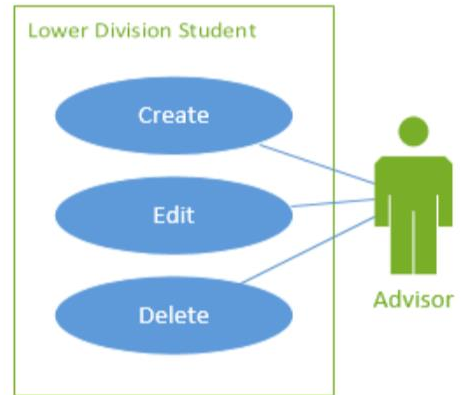 Lower Division Student
Create
Edit
Delete
Advisor